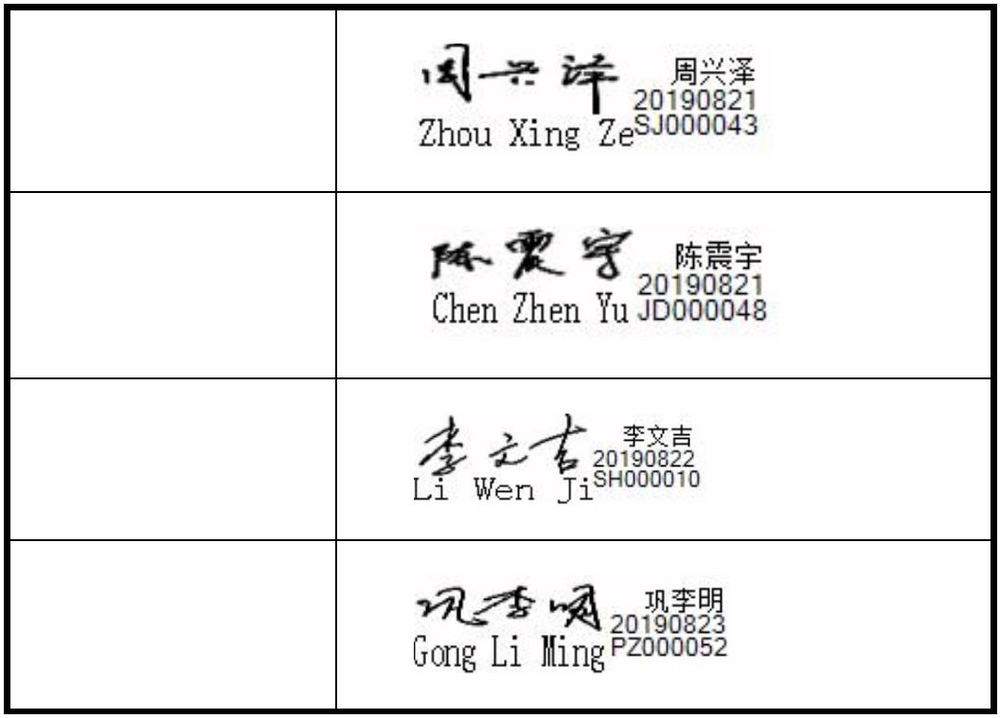 周兴泽 周兴泽
20190821
Zhou Xing Ze SJ000043
陈震宇 陈震宇
20190821
Chen Zhen Yu JD000048
李文吉 李文吉
20190822
Li Wen Ji SH000010
巩李明 巩李明
20190823
Gong Li Ming PZ000052